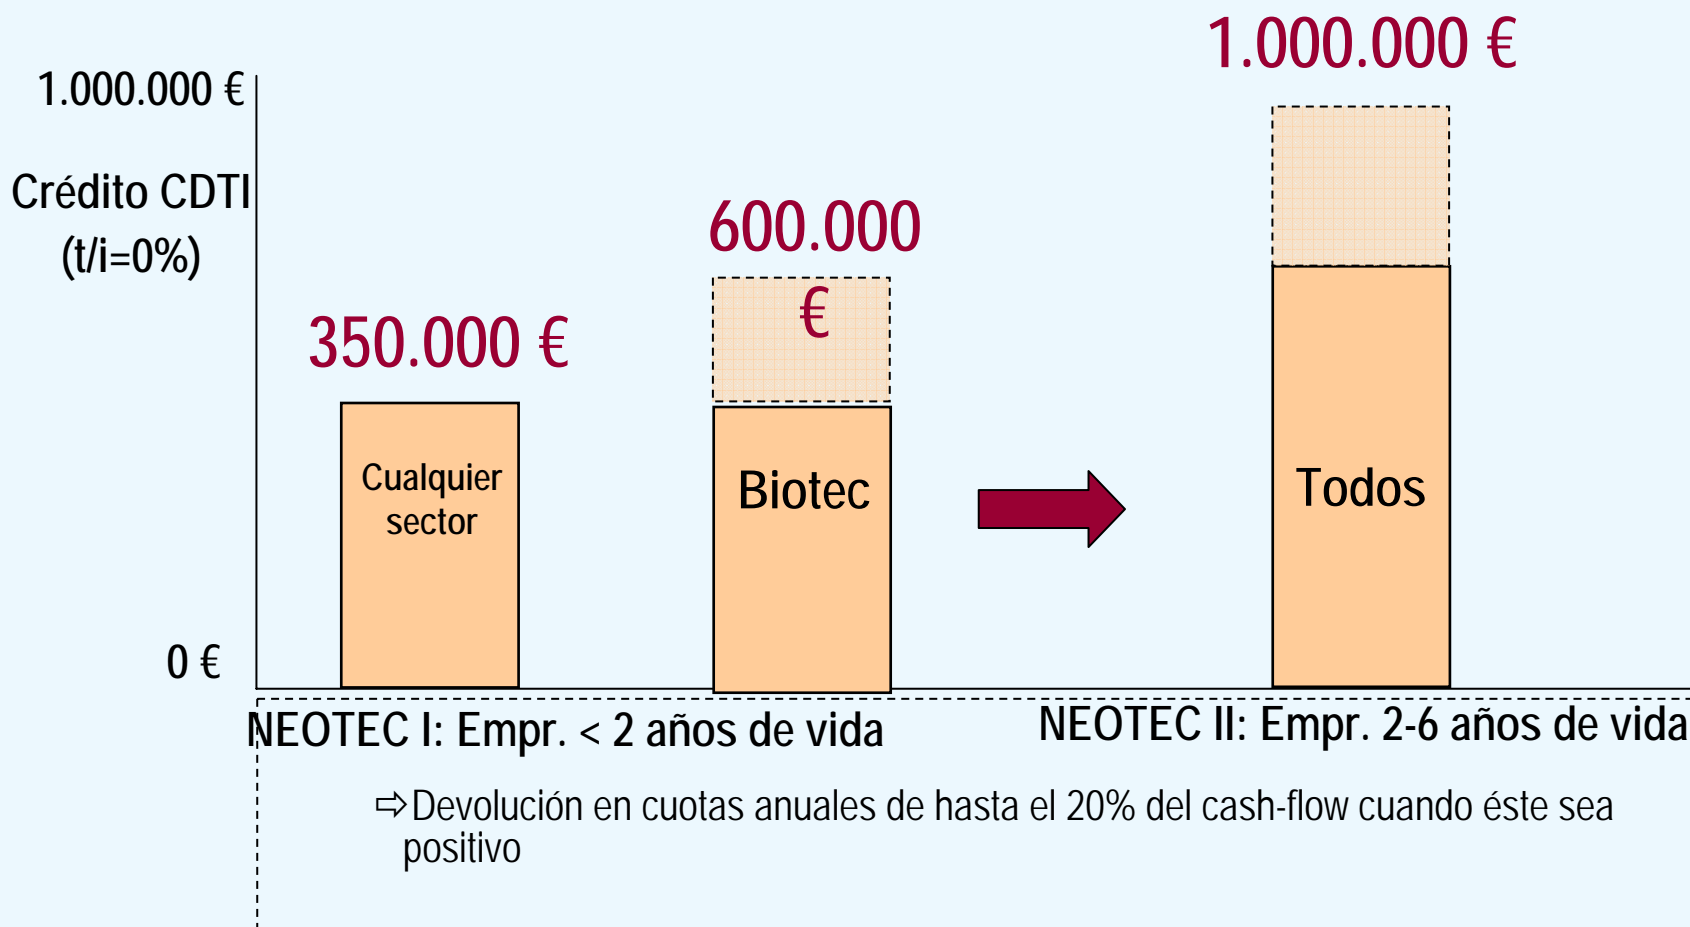 1.000.000 €
1.000.000 €
Crédito CDTI
(t/i=0%)
600.000
€
350.000 €
Cualquier
sector
Biotec
Todos
0 €
NEOTEC I: Empr. < 2 años de vida
NEOTEC II: Empr. 2-6 años de vida
⇨Devolución en cuotas anuales de hasta el 20% del cash-flow cuando éste sea
positivo